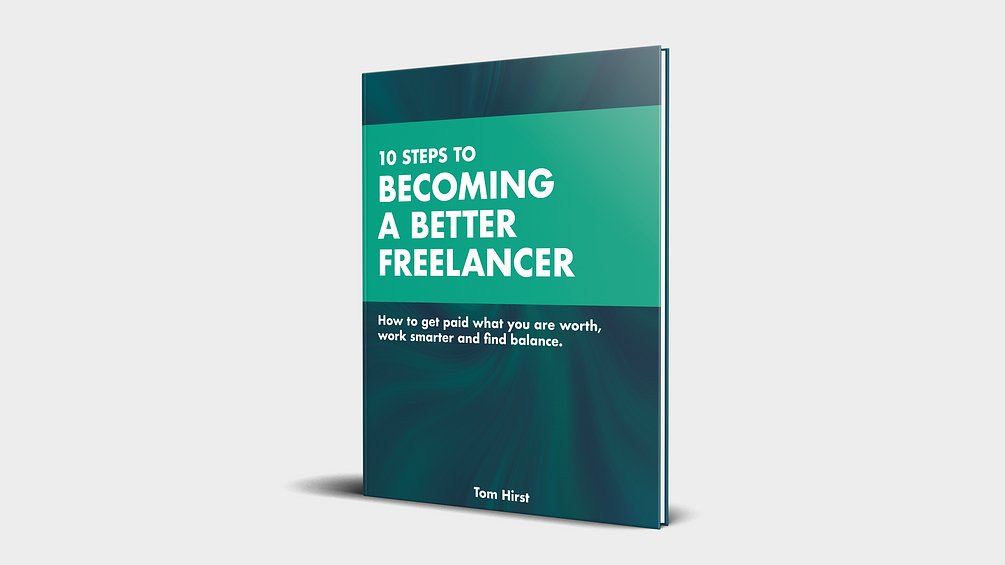 10 STEPS TO
BECOMING
A BETTER
FREELANCER
How to get paid what you are worth,
work smarter and find balance.
Tom Hirst